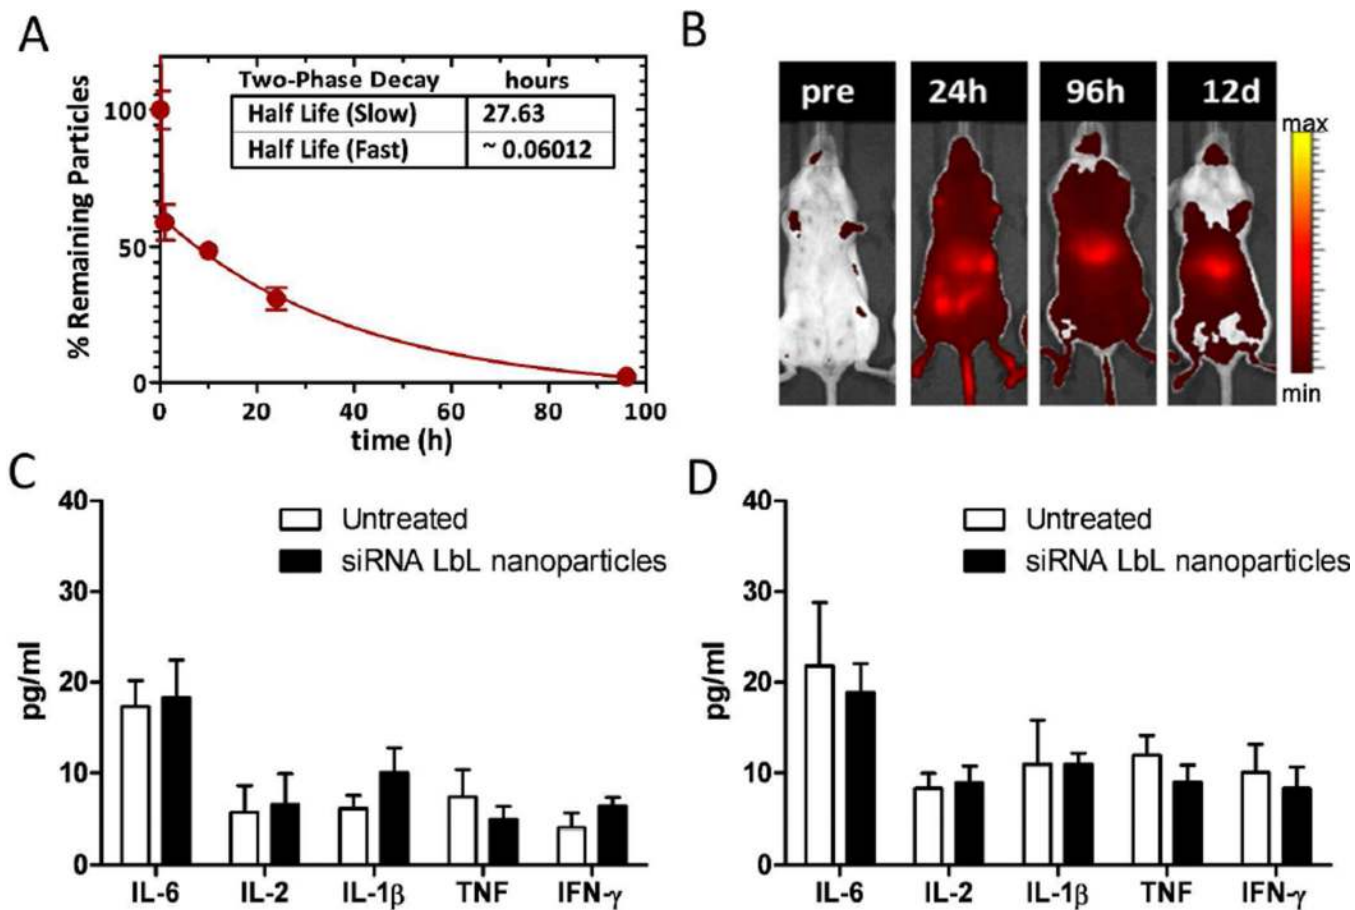 A
Two-Phase Decay hours
Half Life (Slow) 27.63
Half Life (Fast) ~ 0.06012
% Remaining Particles
100
50
0
0 20 40 60 80 100
time (h)
B
pre 24h 96h 12d
max
min
C
Untreated
siRNA LbL nanoparticles
pg/ml
40
30
20
10
0
IL-6 IL-2 IL-1β TNF IFN-γ
D
Untreated
siRNA LbL nanoparticles
pg/ml
40
30
20
10
0
IL-6 IL-2 IL-1β TNF IFN-γ